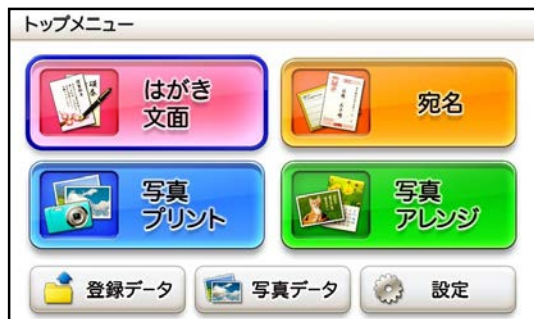 トップメニュー
はがき
文面
宛名
写真
プリント
写真
アレンジ
登録データ
写真データ
設定